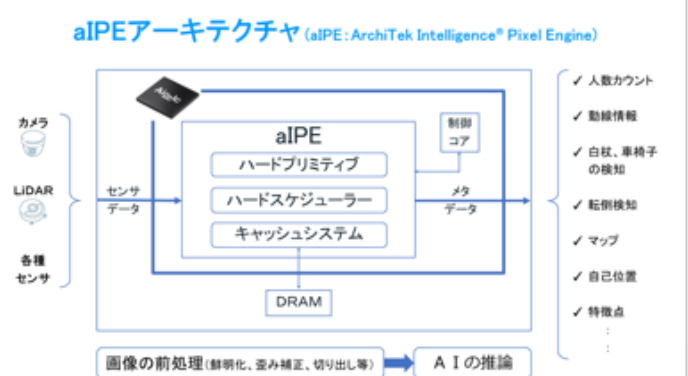 aIPEアーキテクチャ(aIPE:ArchiTek Intelligence® Pixel Engine)
カメラ
LiDAR
各種
センサ
センサ
データ
aIPE
ハードプリミティブ
ハードスケジューラー
キャッシュシステム
制御
コア
メタ
データ
DRAM
✓ 人数カウント
✓ 動線情報
✓ 白杖、車椅子
の検知
✓ 転倒検知
✓ マップ
✓ 自己位置
✓ 特徴点
:
:
画像の前処理(鮮明化、歪み補正、切り出し等)
AIの推論